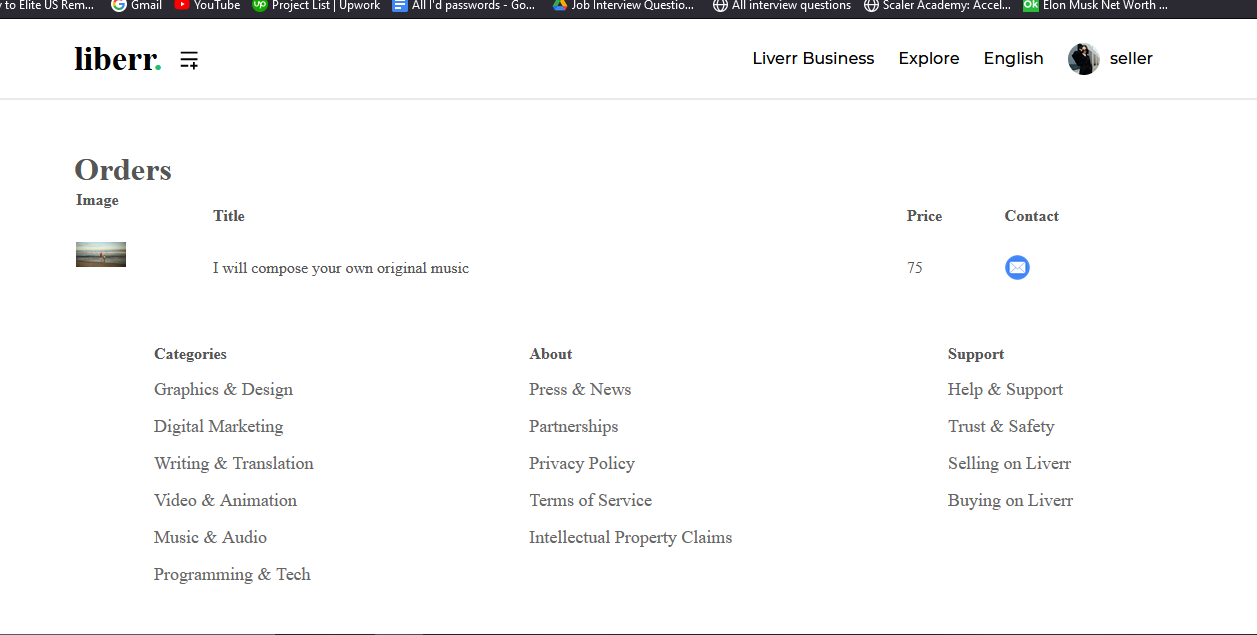 y to Elite US Rem... Gmail YouTube up Project List | Upwork All I'd passwords - Go... Job Interview Questio... All interview questions Scaler Academy: Accel... Ok Elon Musk Net Worth ...
liberr. Liverr Business Explore English seller
Orders
Image
Title Price Contact
I will compose your own original music 75
Categories About Support
Graphics & Design Press & News Help & Support
Digital Marketing Partnerships Trust & Safety
Writing & Translation Privacy Policy Selling on Liverr
Video & Animation Terms of Service Buying on Liverr
Music & Audio Intellectual Property Claims
Programming & Tech